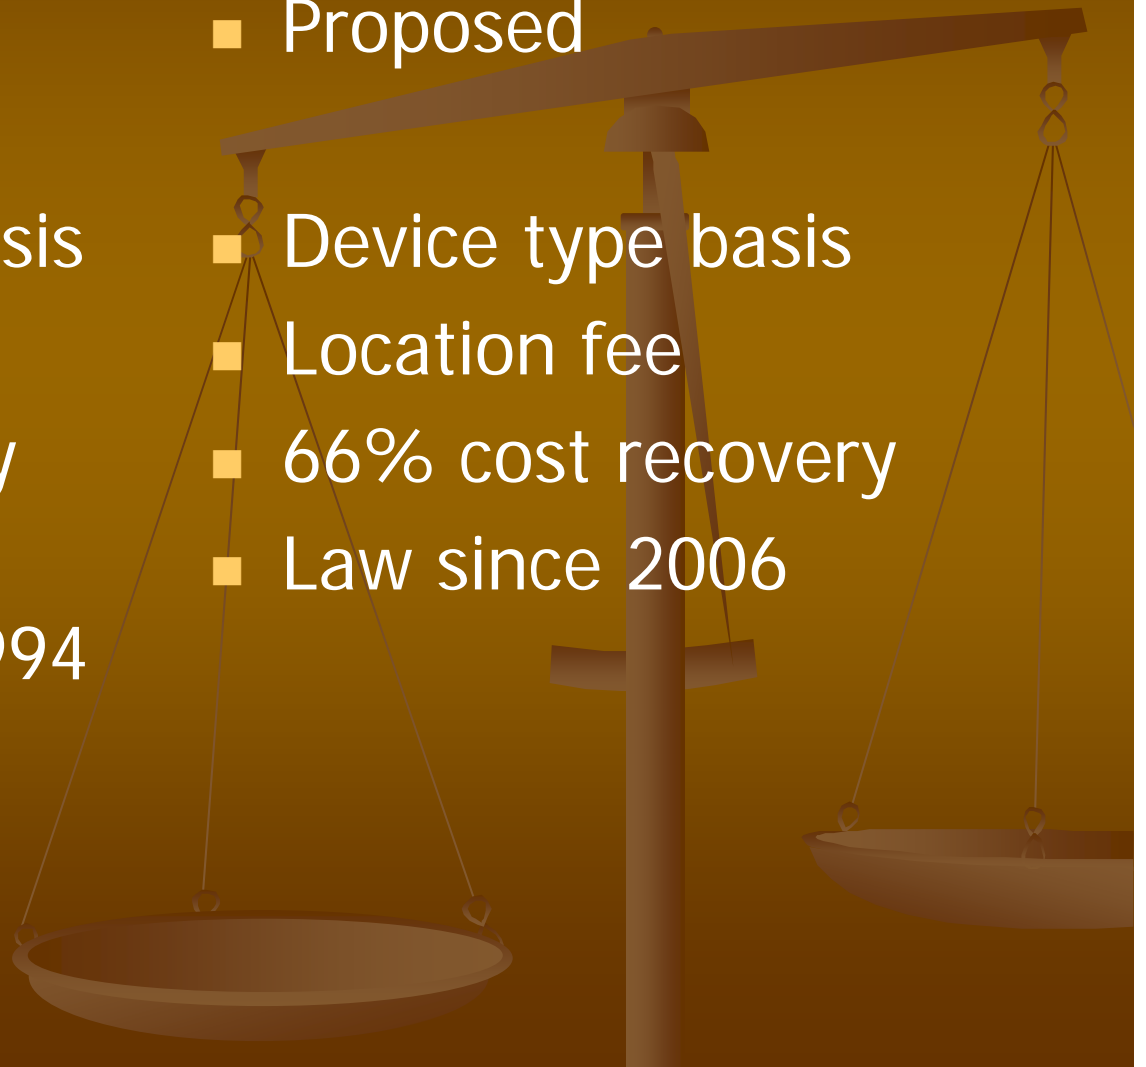 Proposed
Device type basis
Location fee
66% cost recovery
Law since 2006